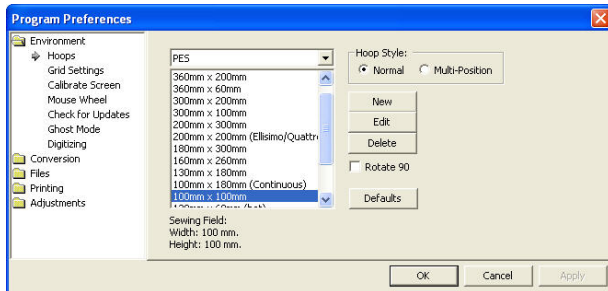 Program Preferences
Environment
Hoops
Grid Settings
Calibrate Screen
Mouse Wheel
Check for Updates
Ghost Mode
Digitizing
Conversion
Files
Printing
Adjustments
PES
360mm x 200mm
360mm x 60mm
300mm x 200mm
300mm x 100mm
200mm x 300mm
200mm x 200mm (Ellisimo/Quattr
180mm x 300mm
160mm x 260mm
130mm x 180mm
100mm x 180mm (Continuous)
100mm x 100mm
Sewing Field:
Width: 100 mm.
Height: 100 mm.
Hoop Style:
Normal Multi-Position
New
Edit
Delete
Rotate 90
Defaults
OK Cancel Apply